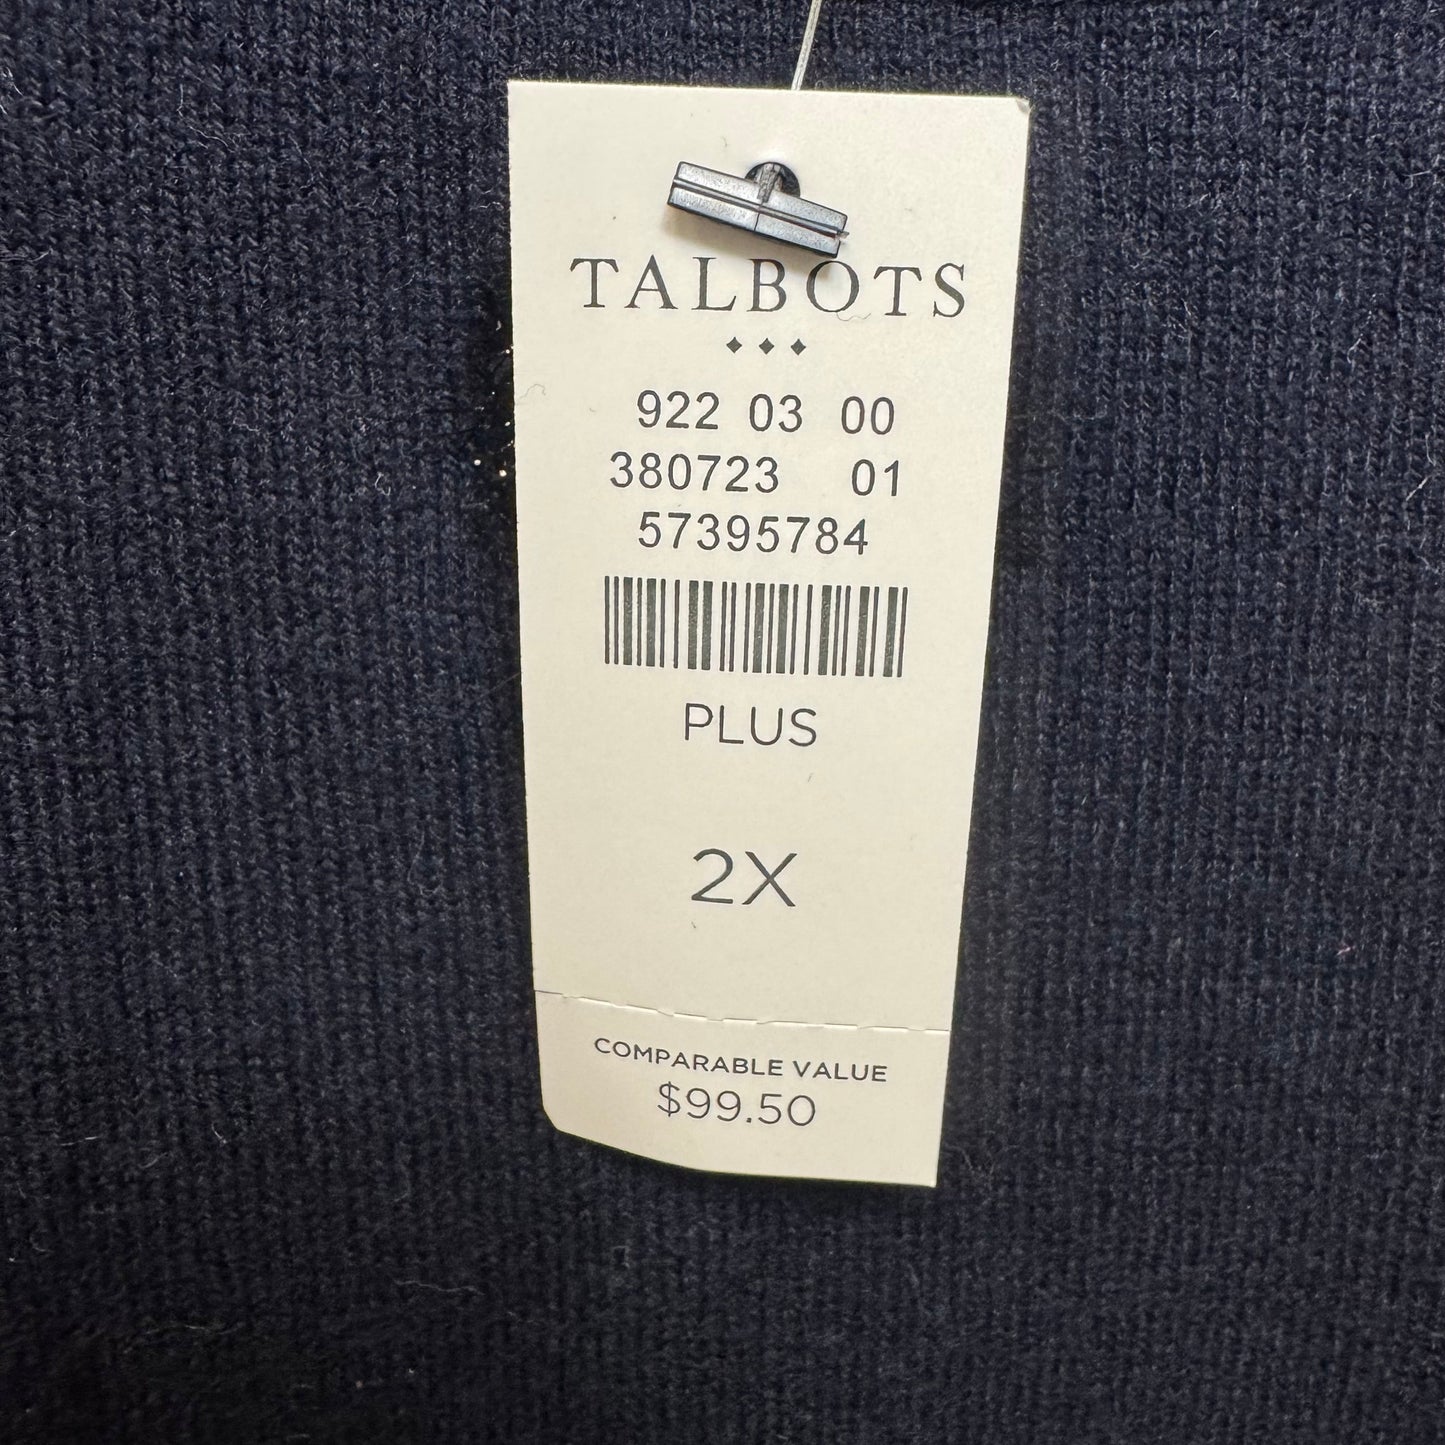 TALBOTS
922 03 00
380723 01
57395784
PLUS
2X
COMPARABLE VALUE
$99.50